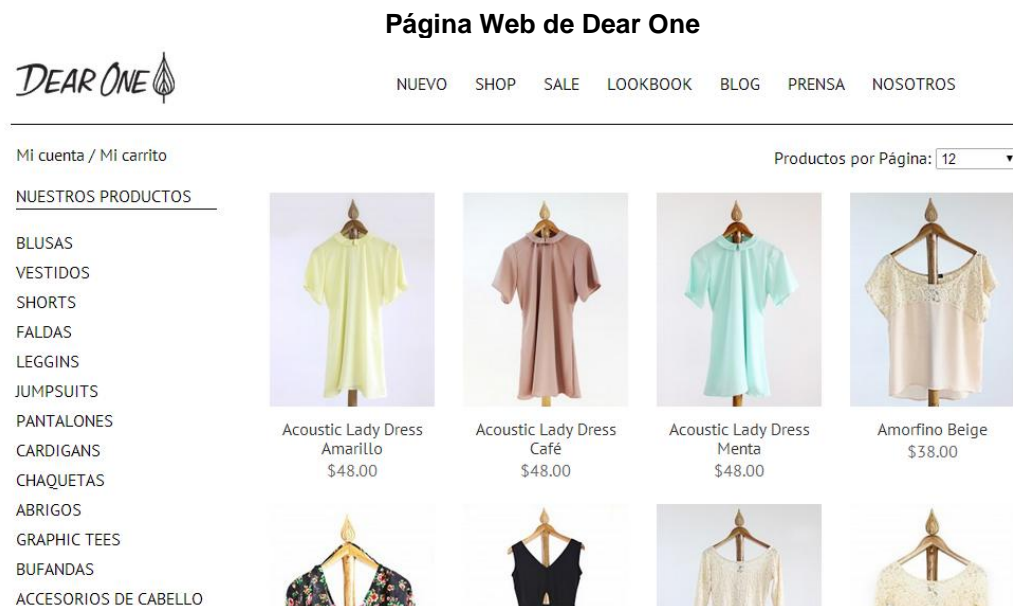 Página Web de Dear One
DEAR ONE
NUEVO SHOP SALE LOOKBOOK BLOG PRENSA NOSOTROS
Mi cuenta / Mi carrito
Productos por Página: 12
NUESTROS PRODUCTOS
BLUSAS
VESTIDOS
SHORTS
FALDAS
LEGGINS
JUMPSUITS
PANTALONES
CARDIGANS
CHAQUETAS
ABRIGOS
GRAPHIC TEES
BUFANDAS
ACCESORIOS DE CABELLO
Acoustic Lady Dress
Amarillo
$48.00
Acoustic Lady Dress
Café
$48.00
Acoustic Lady Dress
Menta
$48.00
Amorfino Beige
$38.00